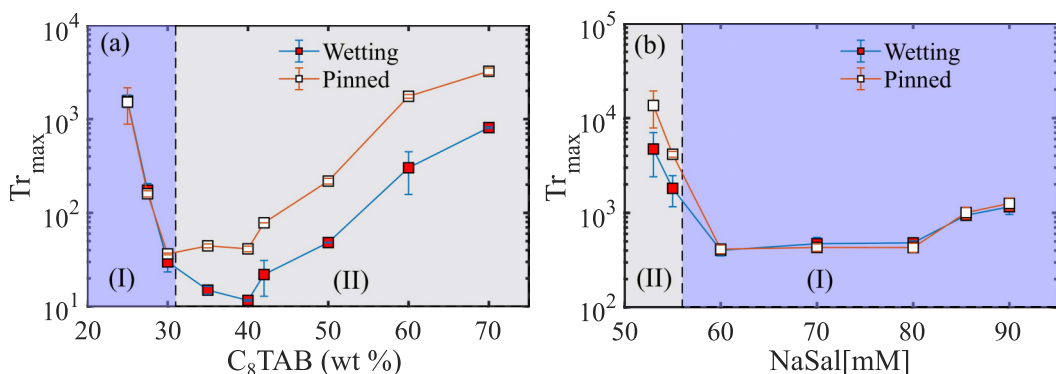 (a)
Wetting
Pinned
(I)
(II)
10^4
10^3
10^2
10^1
Tr_max
20 30 40 50 60 70
C_8TAB (wt %)
(b)
Wetting
Pinned
(II)
(I)
10^5
10^4
10^3
10^2
Tr_max
50 60 70 80 90
NaSal[mM]